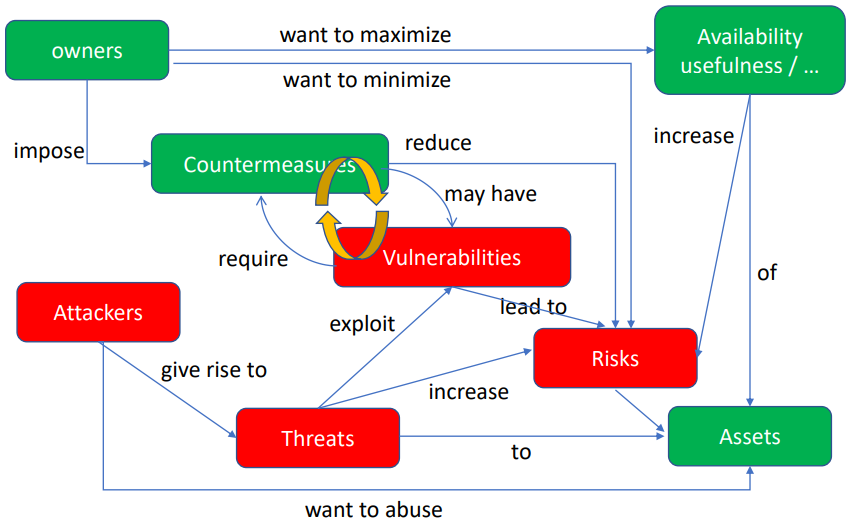 want to maximize
owners
Availability
usefulness / ...
want to minimize
increase
impose
reduce
Countermeasures
may have
require
Vulnerabilities
of
Attackers
lead to
exploit
Risks
give rise to
increase
Threats
Assets
to
want to abuse